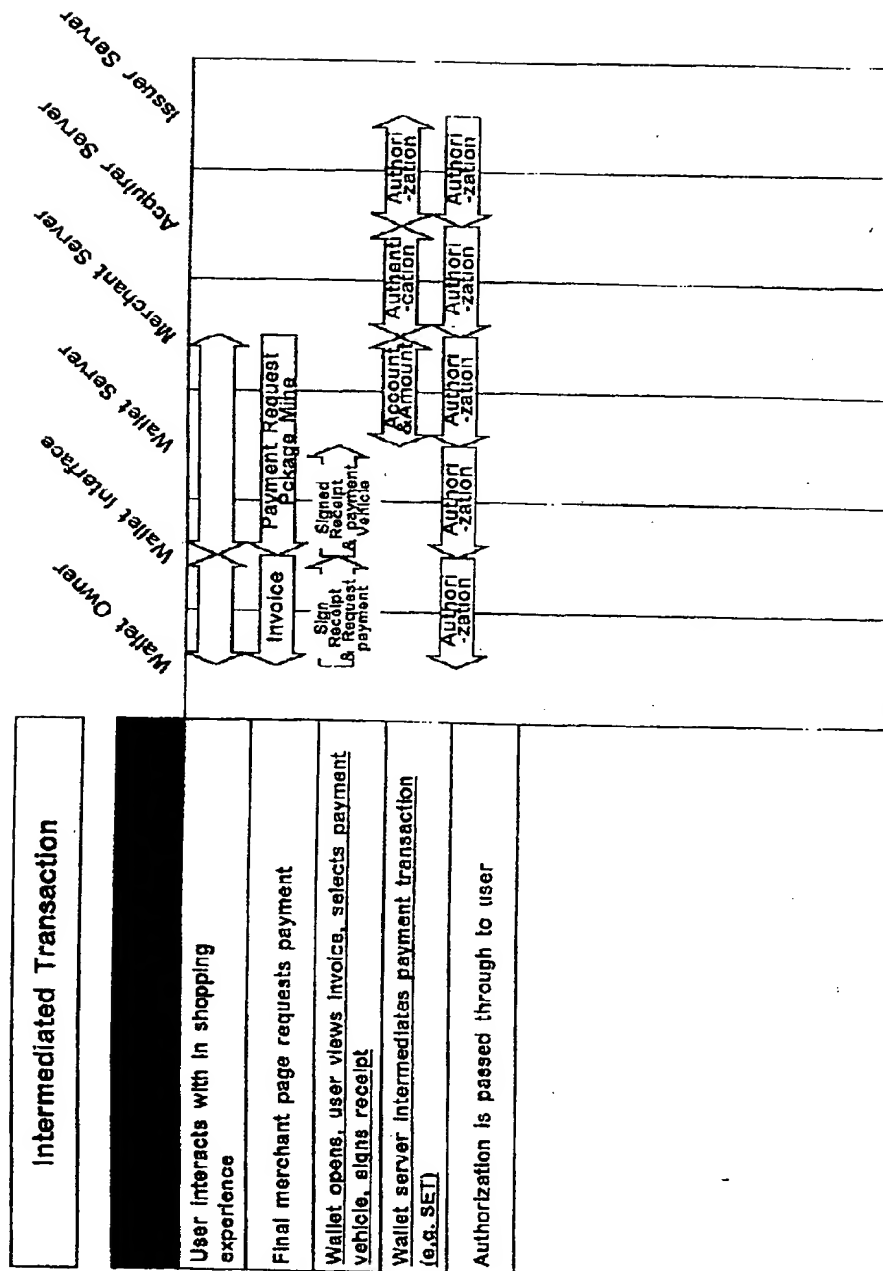 Intermediated Transaction
Wallet Owner
Wallet Interface
Wallet Server
Merchant Server
Acquirer Server
Issuer Server
User interacts with in shopping
experience
Final merchant page requests payment
Invoice
Payment Request
Pckage Mine
Wallet opens, user views invoice, selects payment
vehicle, signs receipt
Sign
Receipt
& Request
payment
Signed
Receipt
& payment
Vehicle
Wallet server intermediates payment transaction
(e.g. SET)
Account
&Amount
Authenti
-cation
Authori
-zation
Authorization is passed through to user
Authori
-zation
Authori
-zation
Authori
-zation
Authori
-zation
Authori
-zation